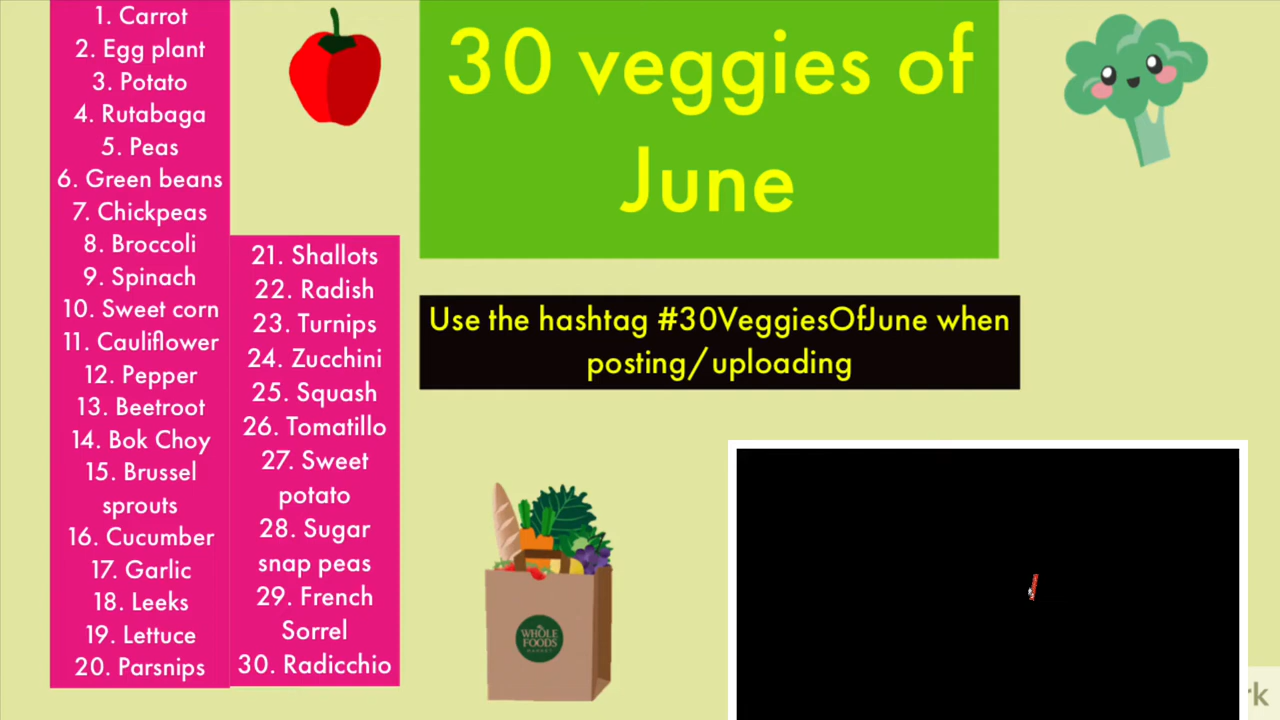 1. Carrot
2. Egg plant
3. Potato
4. Rutabaga
5. Peas
6. Green beans
7. Chickpeas
8. Broccoli
9. Spinach
10. Sweet corn
11. Cauliflower
12. Pepper
13. Beetroot
14. Bok Choy
15. Brussel
sprouts
16. Cucumber
17. Garlic
18. Leeks
19. Lettuce
20. Parsnips
21. Shallots
22. Radish
23. Turnips
24. Zucchini
25. Squash
26. Tomatillo
27. Sweet
potato
28. Sugar
snap peas
29. French
Sorrel
30. Radicchio
30 veggies of
June
Use the hashtag #30VeggiesOfJune when
posting/uploading
WHOLE
FOODS
MARKET